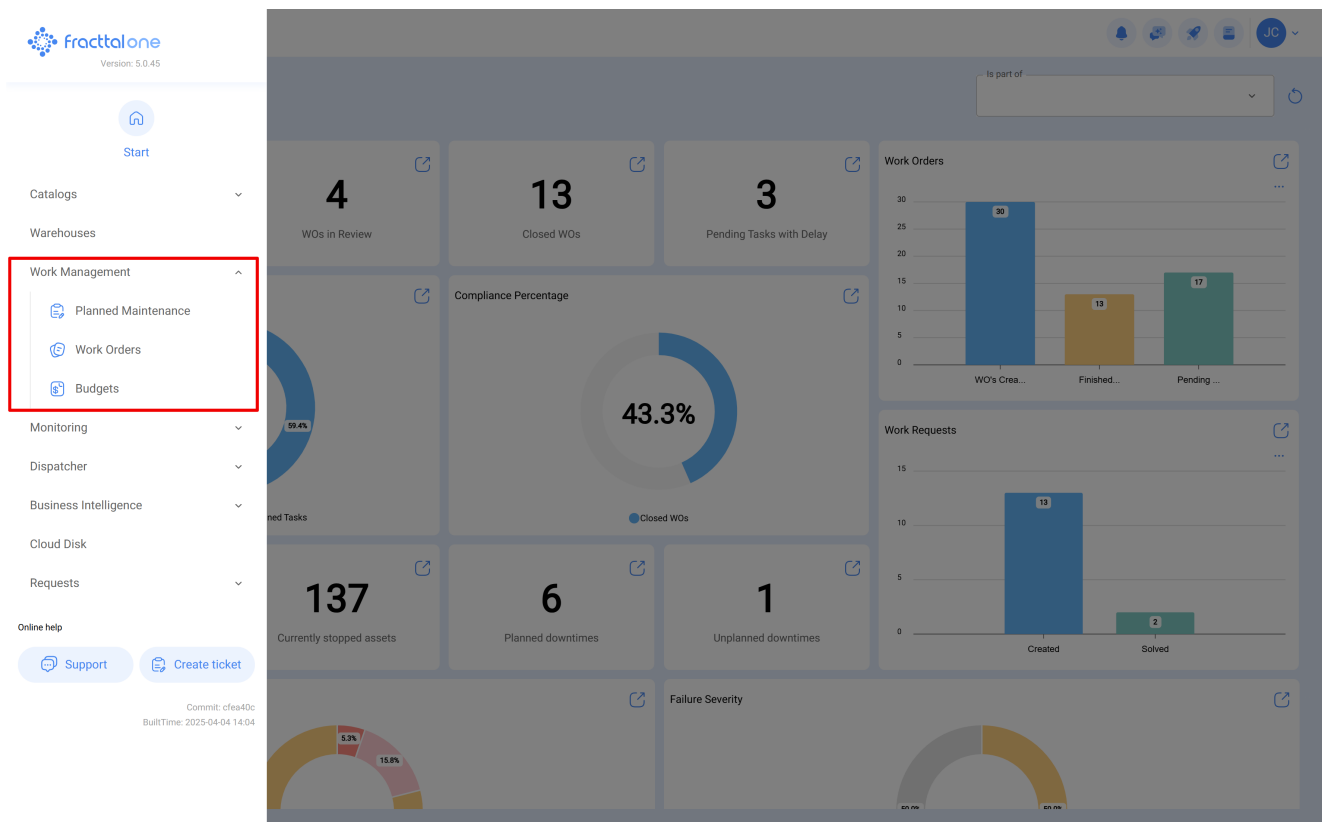 fracttal one
Version: 5.0.45
Start
Catalogs
Warehouses
Work Management
Planned Maintenance
Work Orders
Budgets
Monitoring
Dispatcher
Business Intelligence
Cloud Disk
Requests
Online help
Support
Create ticket
Commit: cfea40c
BuiltTime: 2025-04-04 14:04
JC
Is part of
4
WOs in Review
13
Closed WOs
3
Pending Tasks with Delay
Work Orders
...
30
25
20
15
10
5
0
30
13
17
WO's Crea...
Finished...
Pending ...
59.4%
ned Tasks
Compliance Percentage
43.3%
Closed WOs
Work Requests
...
15
10
5
0
13
2
Created
Solved
137
Currently stopped assets
6
Planned downtimes
1
Unplanned downtimes
5.3%
15.8%
Failure Severity
50.0%
50.0%